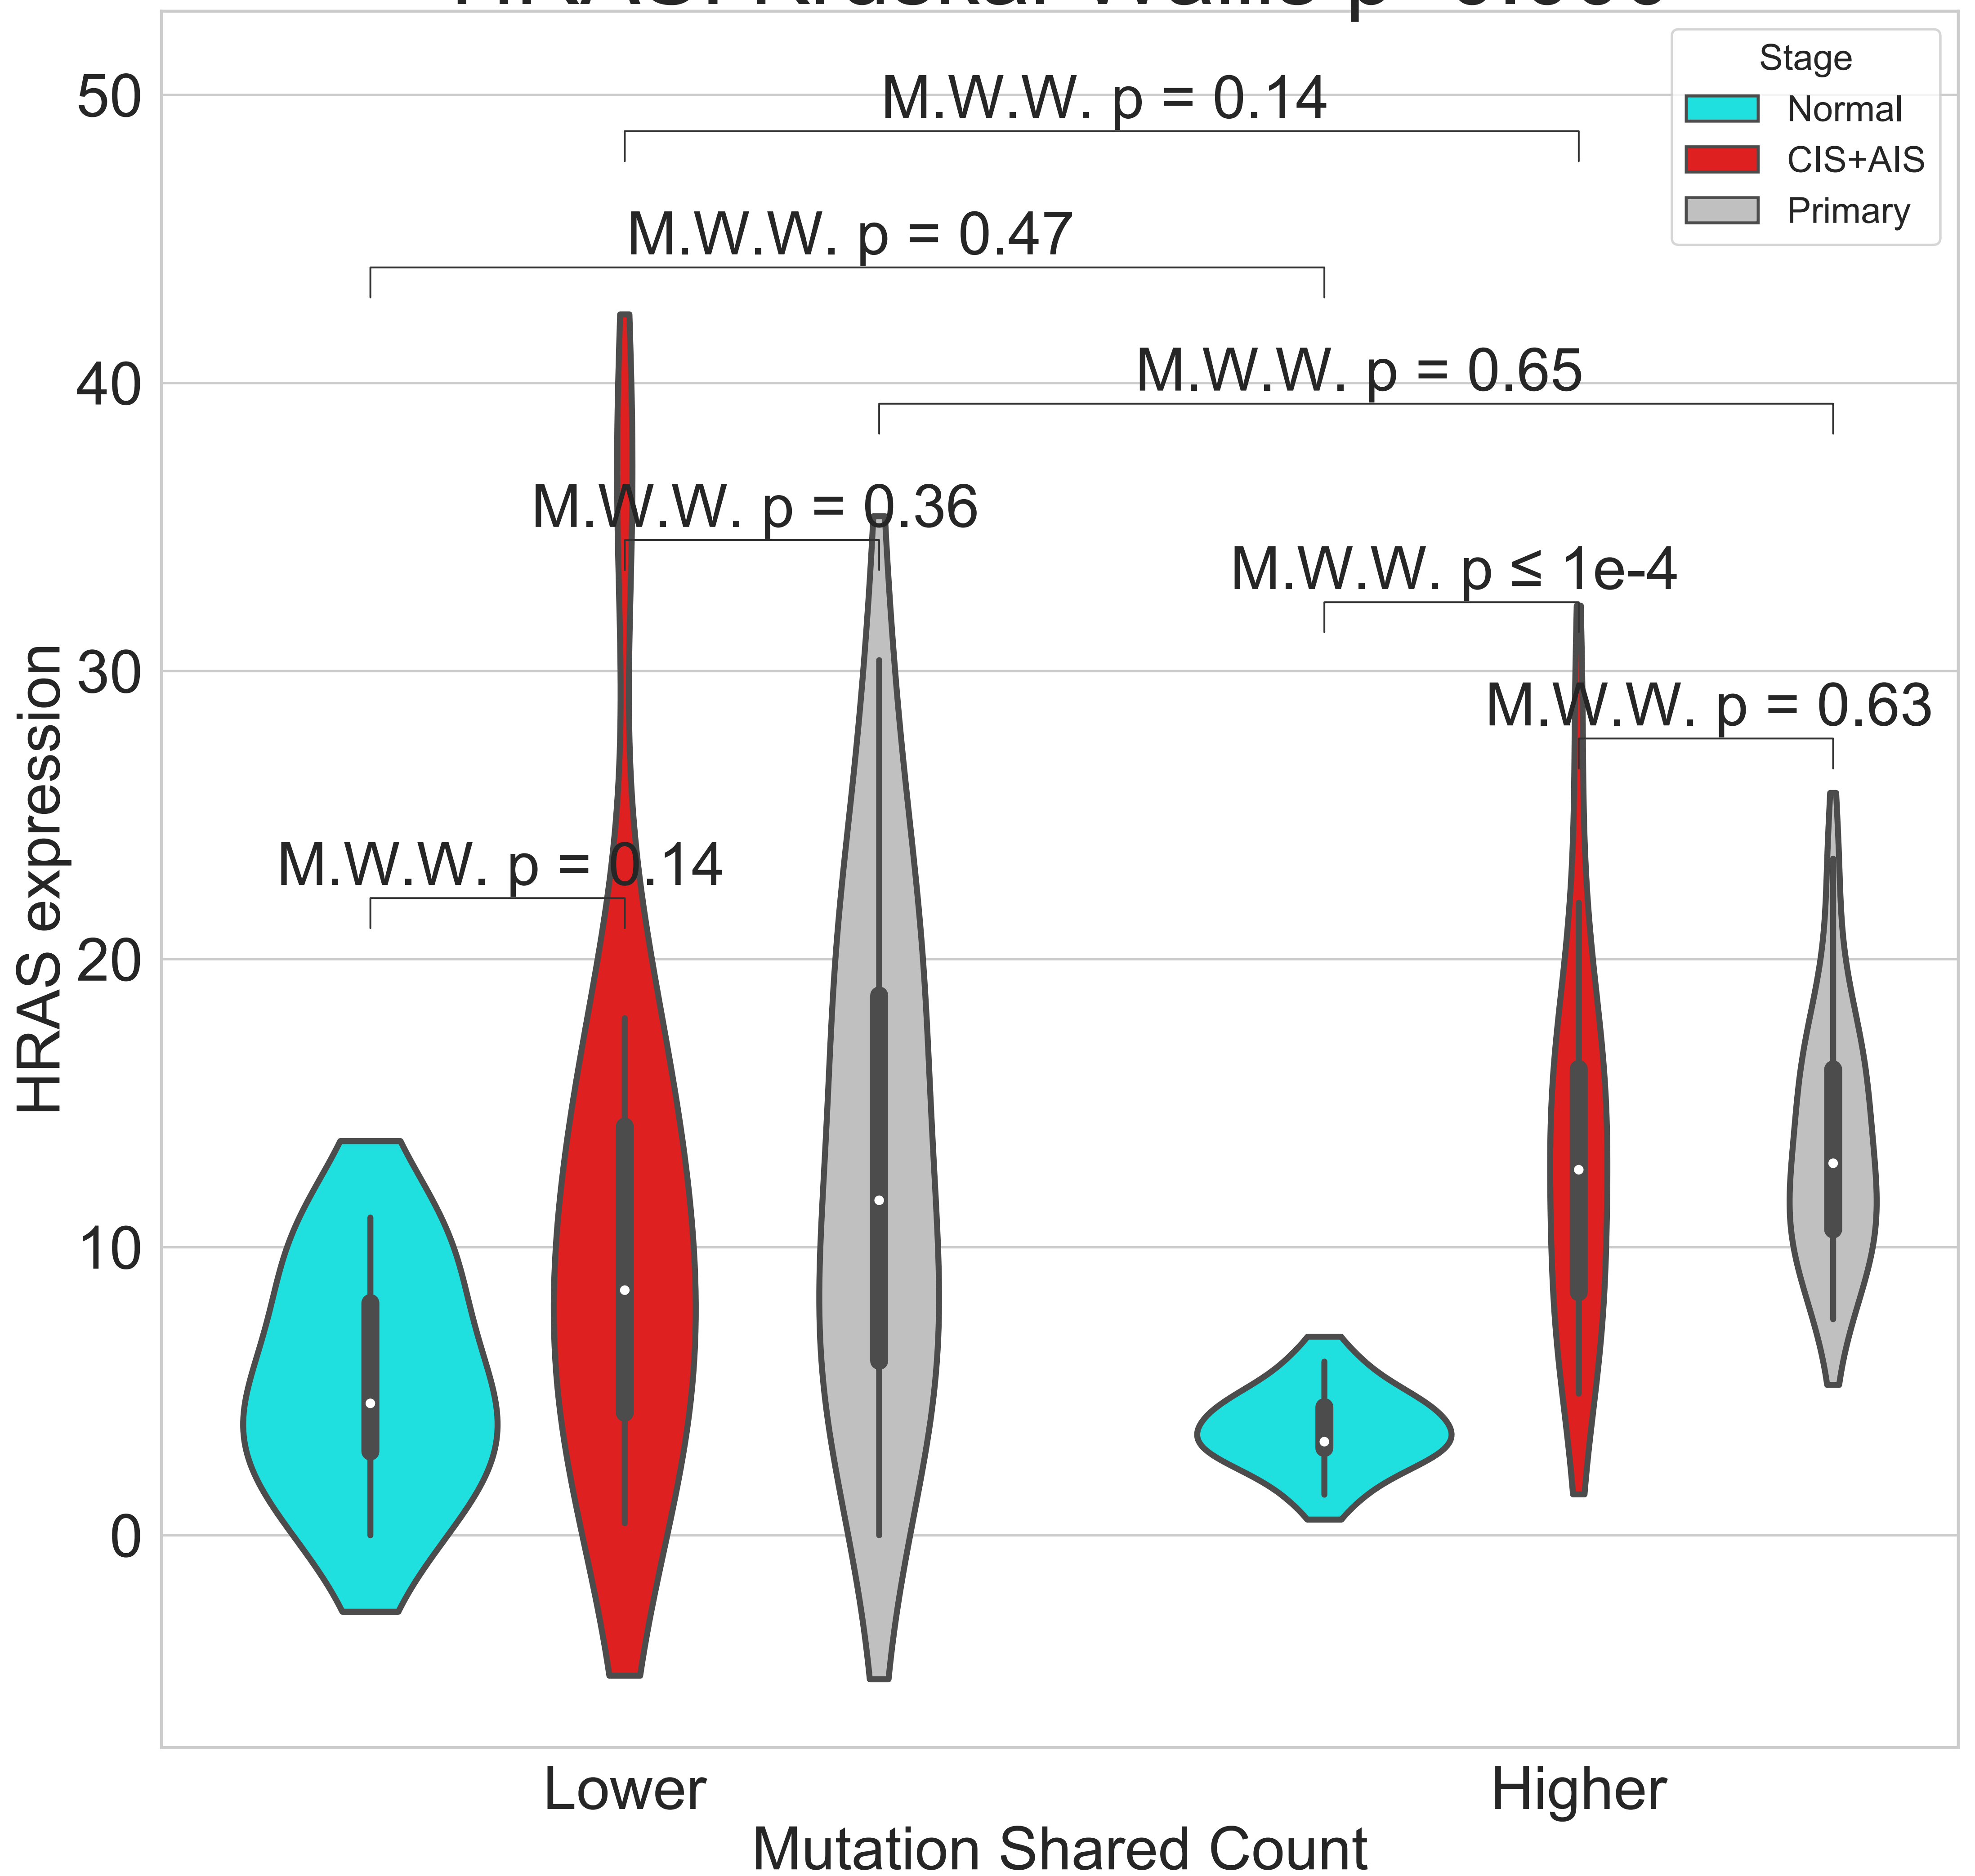 Stage
Normal
CIS+AIS
Primary
M.W.W. p = 0.14
M.W.W. p = 0.47
M.W.W. p = 0.65
M.W.W. p = 0.36
M.W.W. p ≤ 1e-4
M.W.W. p = 0.63
M.W.W. p = 0.14
50
40
30
20
10
0
HRAS expression
Lower
Higher
Mutation Shared Count